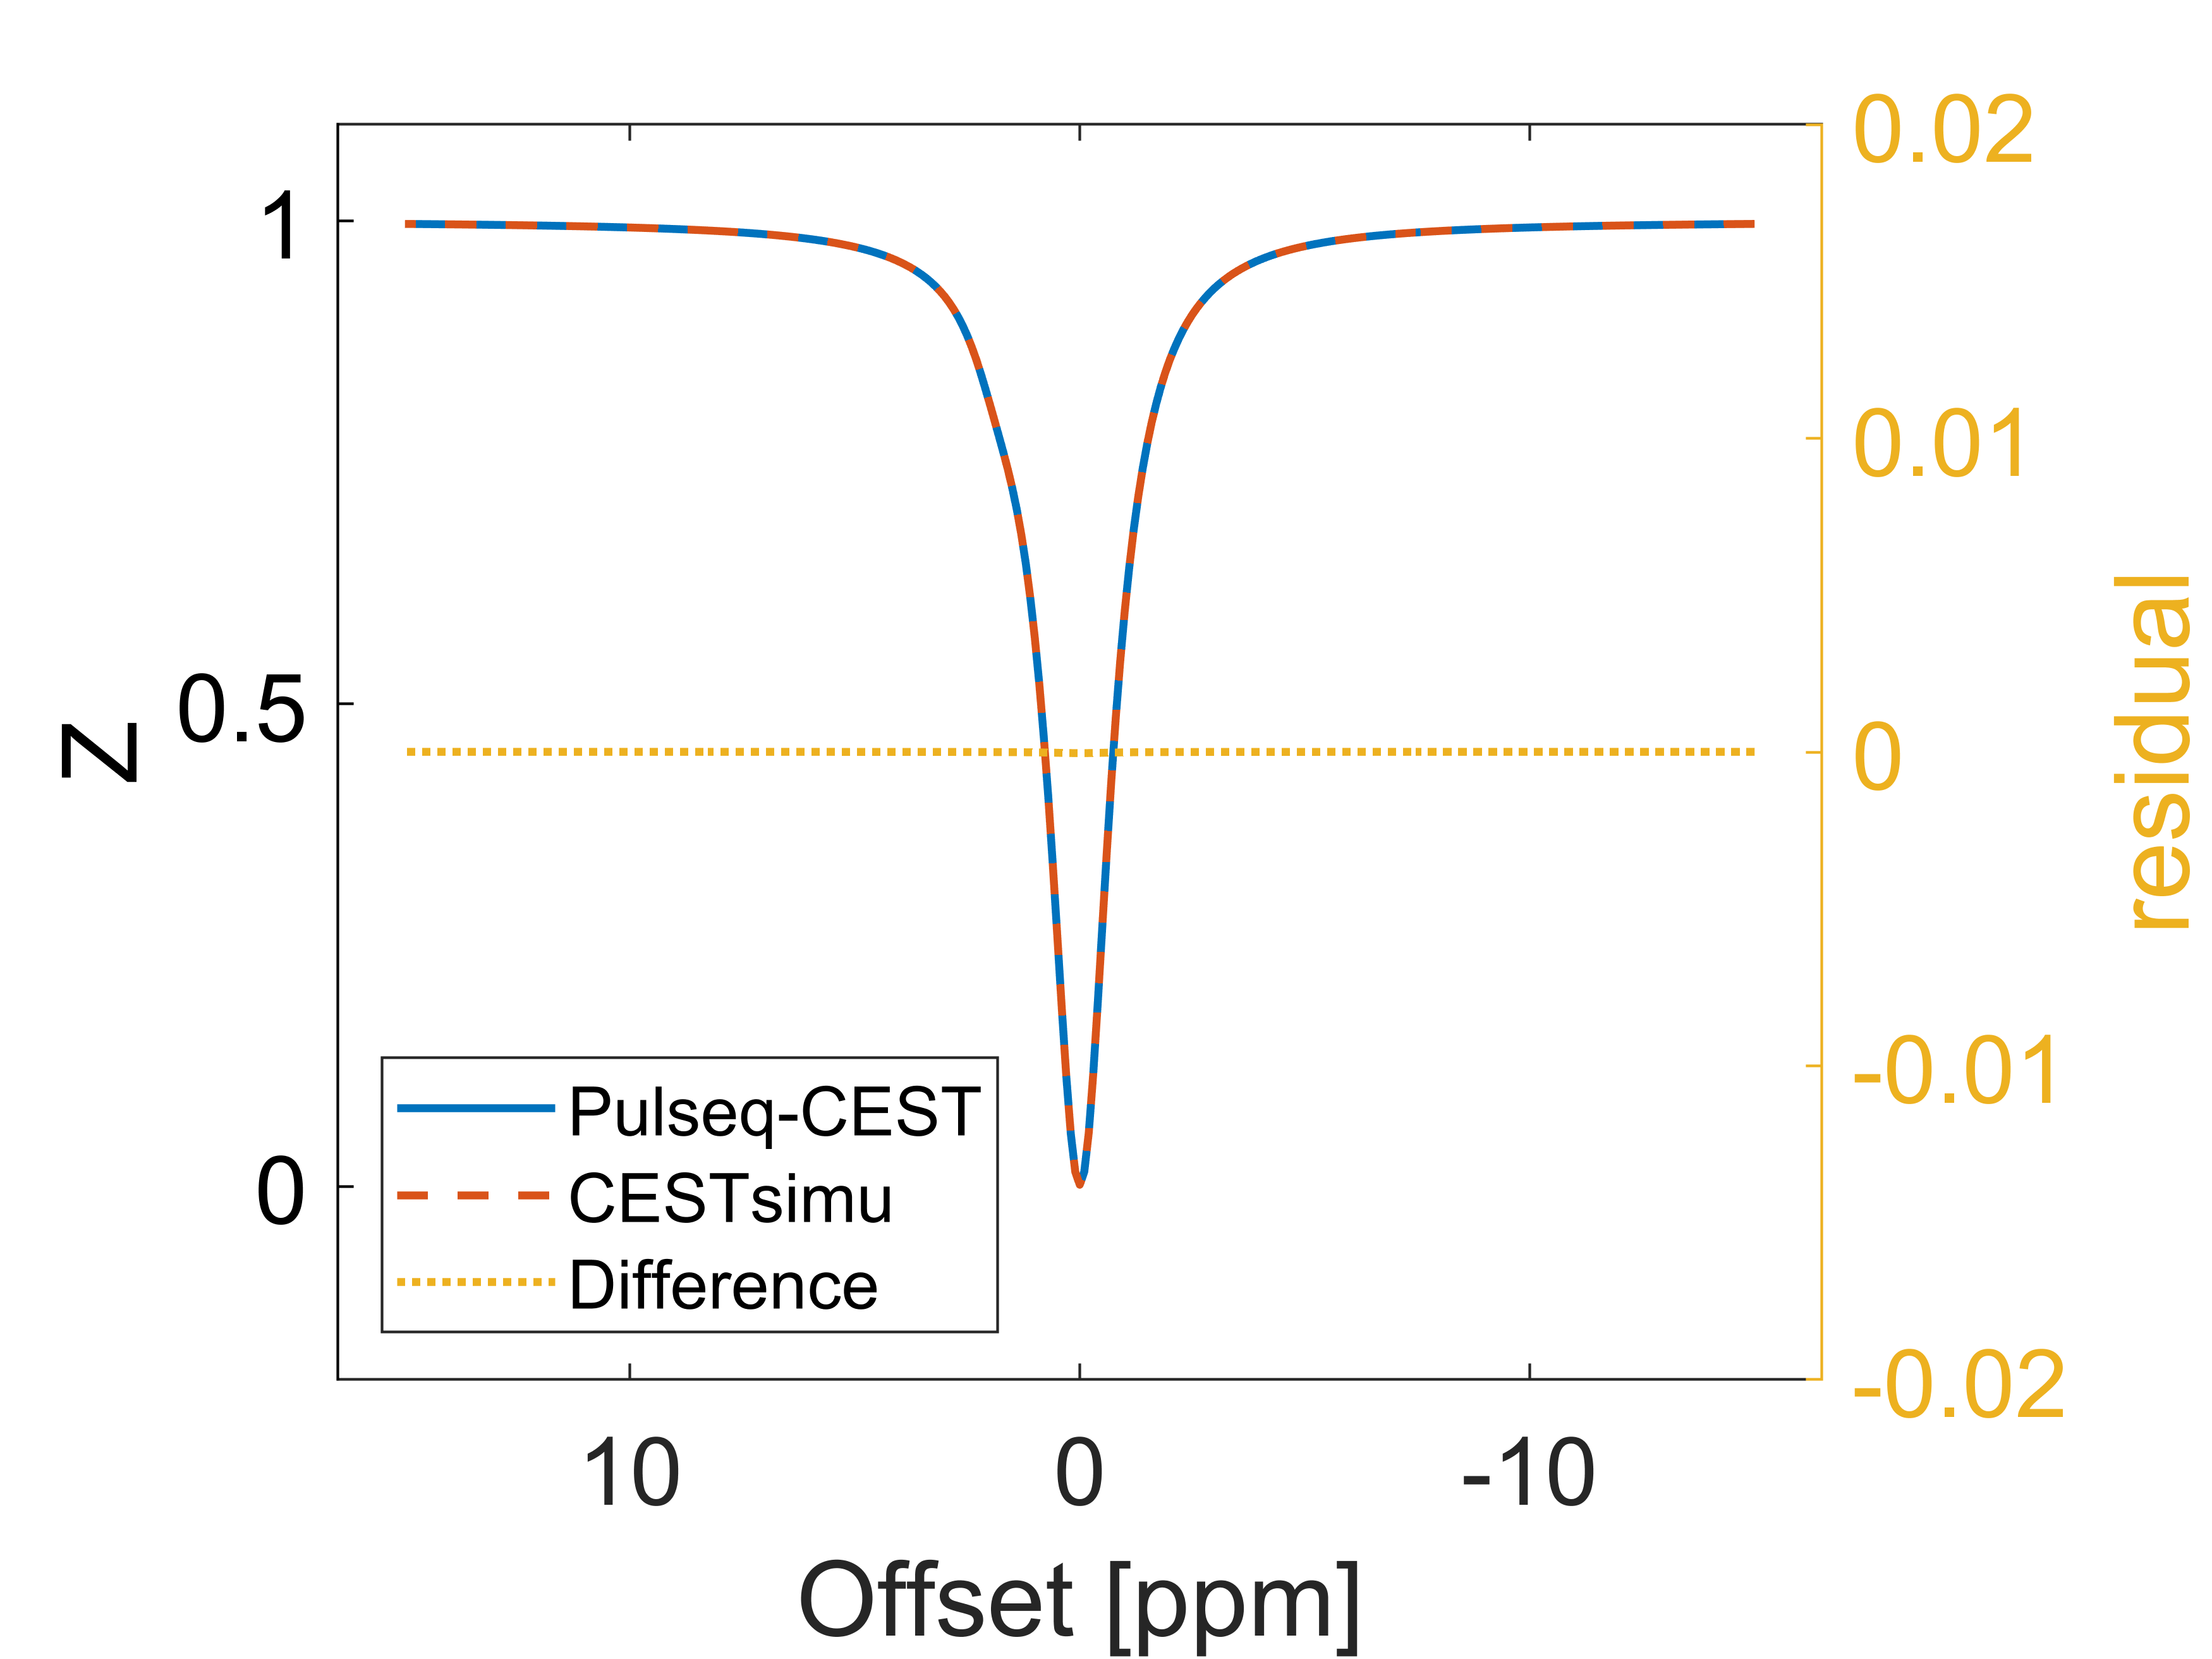 1
0.5
0
N
0.02
0.01
0
-0.01
-0.02
residual
Pulseq-CEST
CESTsimu
Difference
10
0
-10
Offset [ppm]